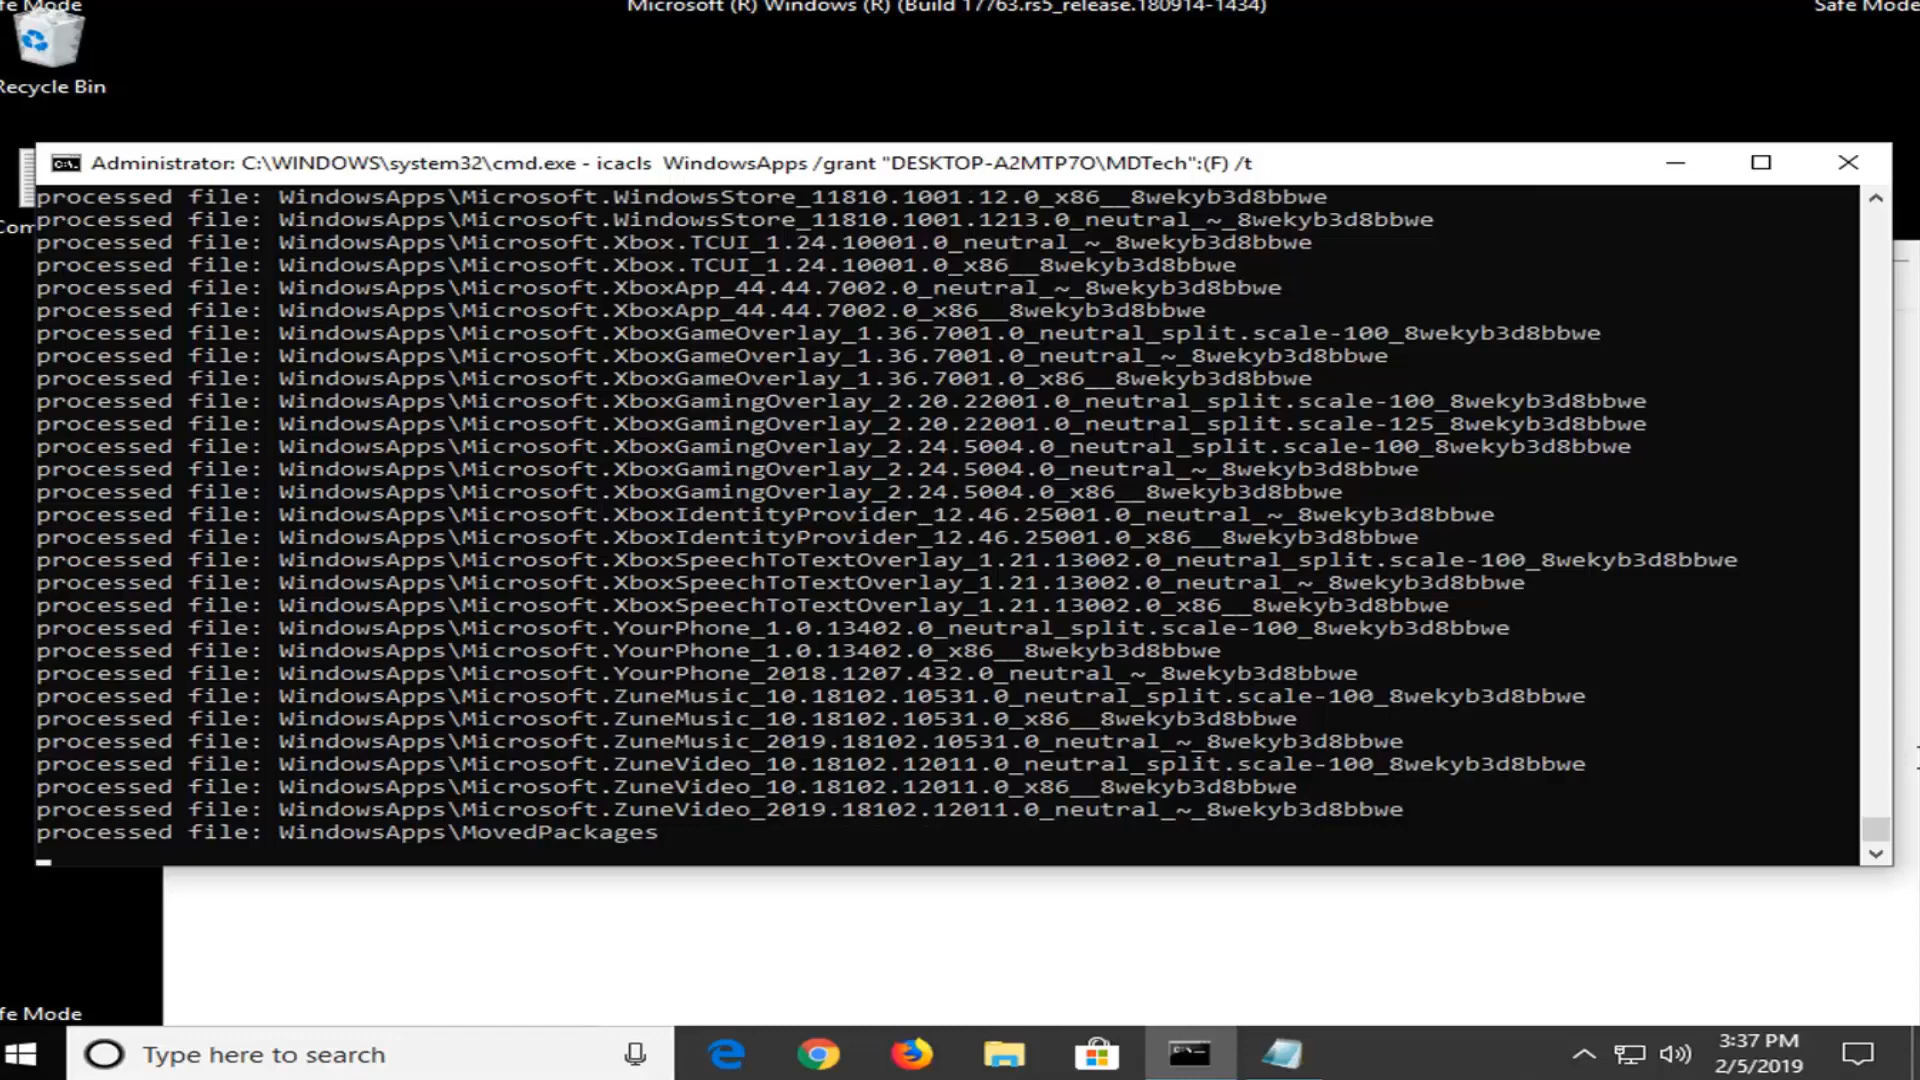 fe Mode
Microsoft (R) Windows (R) (Build 17763.rs5_release.180914-1434)
Safe Mode
Recycle Bin
Administrator: C:\WINDOWS\system32\cmd.exe - icacls  WindowsApps /grant "DESKTOP-A2MTP7O\MDTech":(F) /t
processed file: WindowsApps\Microsoft.WindowsStore_11810.1001.12.0_x86__8wekyb3d8bbwe
processed file: WindowsApps\Microsoft.WindowsStore_11810.1001.1213.0_neutral_~_8wekyb3d8bbwe
processed file: WindowsApps\Microsoft.Xbox.TCUI_1.24.10001.0_neutral_~_8wekyb3d8bbwe
processed file: WindowsApps\Microsoft.Xbox.TCUI_1.24.10001.0_x86__8wekyb3d8bbwe
processed file: WindowsApps\Microsoft.XboxApp_44.44.7002.0_neutral_~_8wekyb3d8bbwe
processed file: WindowsApps\Microsoft.XboxApp_44.44.7002.0_x86__8wekyb3d8bbwe
processed file: WindowsApps\Microsoft.XboxGameOverlay_1.36.7001.0_neutral_split.scale-100_8wekyb3d8bbwe
processed file: WindowsApps\Microsoft.XboxGameOverlay_1.36.7001.0_neutral_~_8wekyb3d8bbwe
processed file: WindowsApps\Microsoft.XboxGameOverlay_1.36.7001.0_x86__8wekyb3d8bbwe
processed file: WindowsApps\Microsoft.XboxGamingOverlay_2.20.22001.0_neutral_split.scale-100_8wekyb3d8bbwe
processed file: WindowsApps\Microsoft.XboxGamingOverlay_2.20.22001.0_neutral_split.scale-125_8wekyb3d8bbwe
processed file: WindowsApps\Microsoft.XboxGamingOverlay_2.24.5004.0_neutral_split.scale-100_8wekyb3d8bbwe
processed file: WindowsApps\Microsoft.XboxGamingOverlay_2.24.5004.0_neutral_~_8wekyb3d8bbwe
processed file: WindowsApps\Microsoft.XboxGamingOverlay_2.24.5004.0_x86__8wekyb3d8bbwe
processed file: WindowsApps\Microsoft.XboxIdentityProvider_12.46.25001.0_neutral_~_8wekyb3d8bbwe
processed file: WindowsApps\Microsoft.XboxIdentityProvider_12.46.25001.0_x86__8wekyb3d8bbwe
processed file: WindowsApps\Microsoft.XboxSpeechToTextOverlay_1.21.13002.0_neutral_split.scale-100_8wekyb3d8bbwe
processed file: WindowsApps\Microsoft.XboxSpeechToTextOverlay_1.21.13002.0_neutral_~_8wekyb3d8bbwe
processed file: WindowsApps\Microsoft.XboxSpeechToTextOverlay_1.21.13002.0_x86__8wekyb3d8bbwe
processed file: WindowsApps\Microsoft.YourPhone_1.0.13402.0_neutral_split.scale-100_8wekyb3d8bbwe
processed file: WindowsApps\Microsoft.YourPhone_1.0.13402.0_x86__8wekyb3d8bbwe
processed file: WindowsApps\Microsoft.YourPhone_2018.1207.432.0_neutral_~_8wekyb3d8bbwe
processed file: WindowsApps\Microsoft.ZuneMusic_10.18102.10531.0_neutral_split.scale-100_8wekyb3d8bbwe
processed file: WindowsApps\Microsoft.ZuneMusic_10.18102.10531.0_x86__8wekyb3d8bbwe
processed file: WindowsApps\Microsoft.ZuneMusic_2019.18102.10531.0_neutral_~_8wekyb3d8bbwe
processed file: WindowsApps\Microsoft.ZuneVideo_10.18102.12011.0_neutral_split.scale-100_8wekyb3d8bbwe
processed file: WindowsApps\Microsoft.ZuneVideo_10.18102.12011.0_x86__8wekyb3d8bbwe
processed file: WindowsApps\Microsoft.ZuneVideo_2019.18102.12011.0_neutral_~_8wekyb3d8bbwe
processed file: WindowsApps\MovedPackages
Com
fe Mode
Type here to search
3:37 PM
2/5/2019